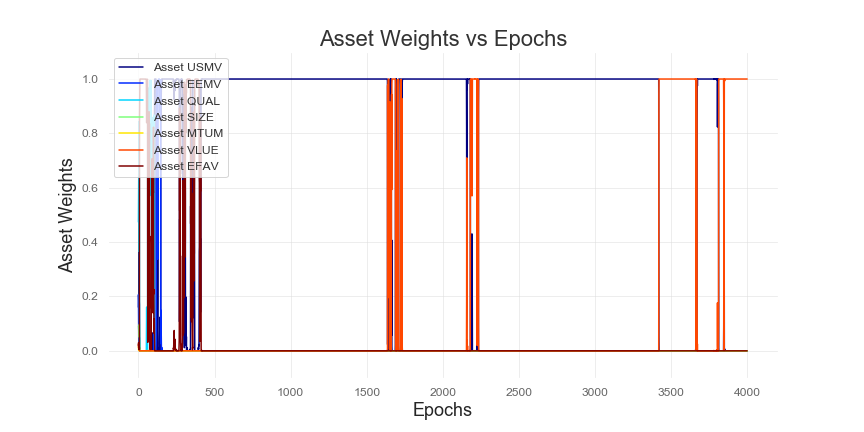 Asset Weights vs Epochs
Asset USMV
Asset EEMV
Asset QUAL
Asset SIZE
Asset MTUM
Asset VLUE
Asset EFAV
Asset Weights
1.0
0.8
0.6
0.4
0.2
0.0
0 500 1000 1500 2000 2500 3000 3500 4000
Epochs